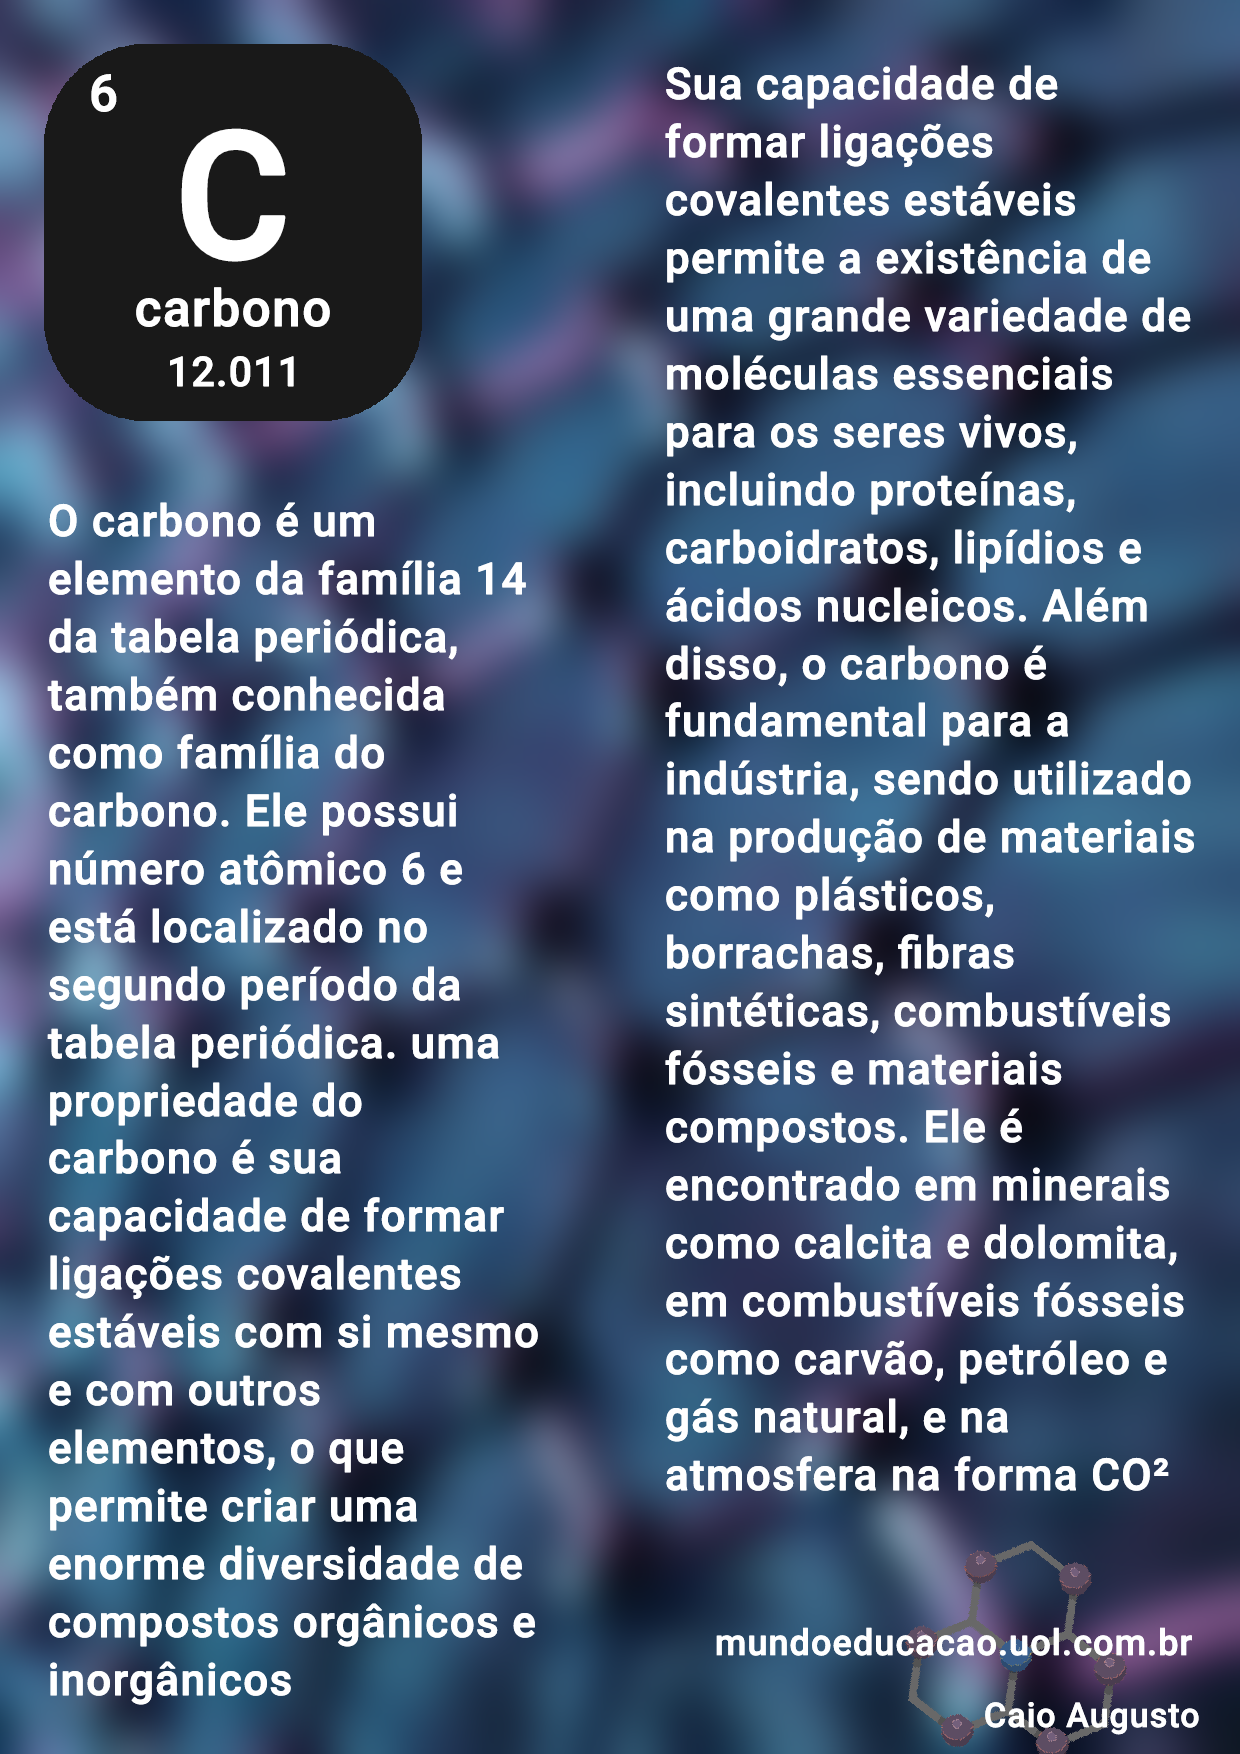 6
C
carbono
12.011
O carbono é um
elemento da família 14
da tabela periódica,
também conhecida
como família do
carbono. Ele possui
número atômico 6 e
está localizado no
segundo período da
tabela periódica. uma
propriedade do
carbono é sua
capacidade de formar
ligações covalentes
estáveis com si mesmo
e com outros
elementos, o que
permite criar uma
enorme diversidade de
compostos orgânicos e
inorgânicos
Sua capacidade de
formar ligações
covalentes estáveis
permite a existência de
uma grande variedade de
moléculas essenciais
para os seres vivos,
incluindo proteínas,
carboidratos, lipídios e
ácidos nucleicos. Além
disso, o carbono é
fundamental para a
indústria, sendo utilizado
na produção de materiais
como plásticos,
borrachas, fibras
sintéticas, combustíveis
fósseis e materiais
compostos. Ele é
encontrado em minerais
como calcita e dolomita,
em combustíveis fósseis
como carvão, petróleo e
gás natural, e na
atmosfera na forma CO²
mundoeducacao.uol.com.br
Caio Augusto